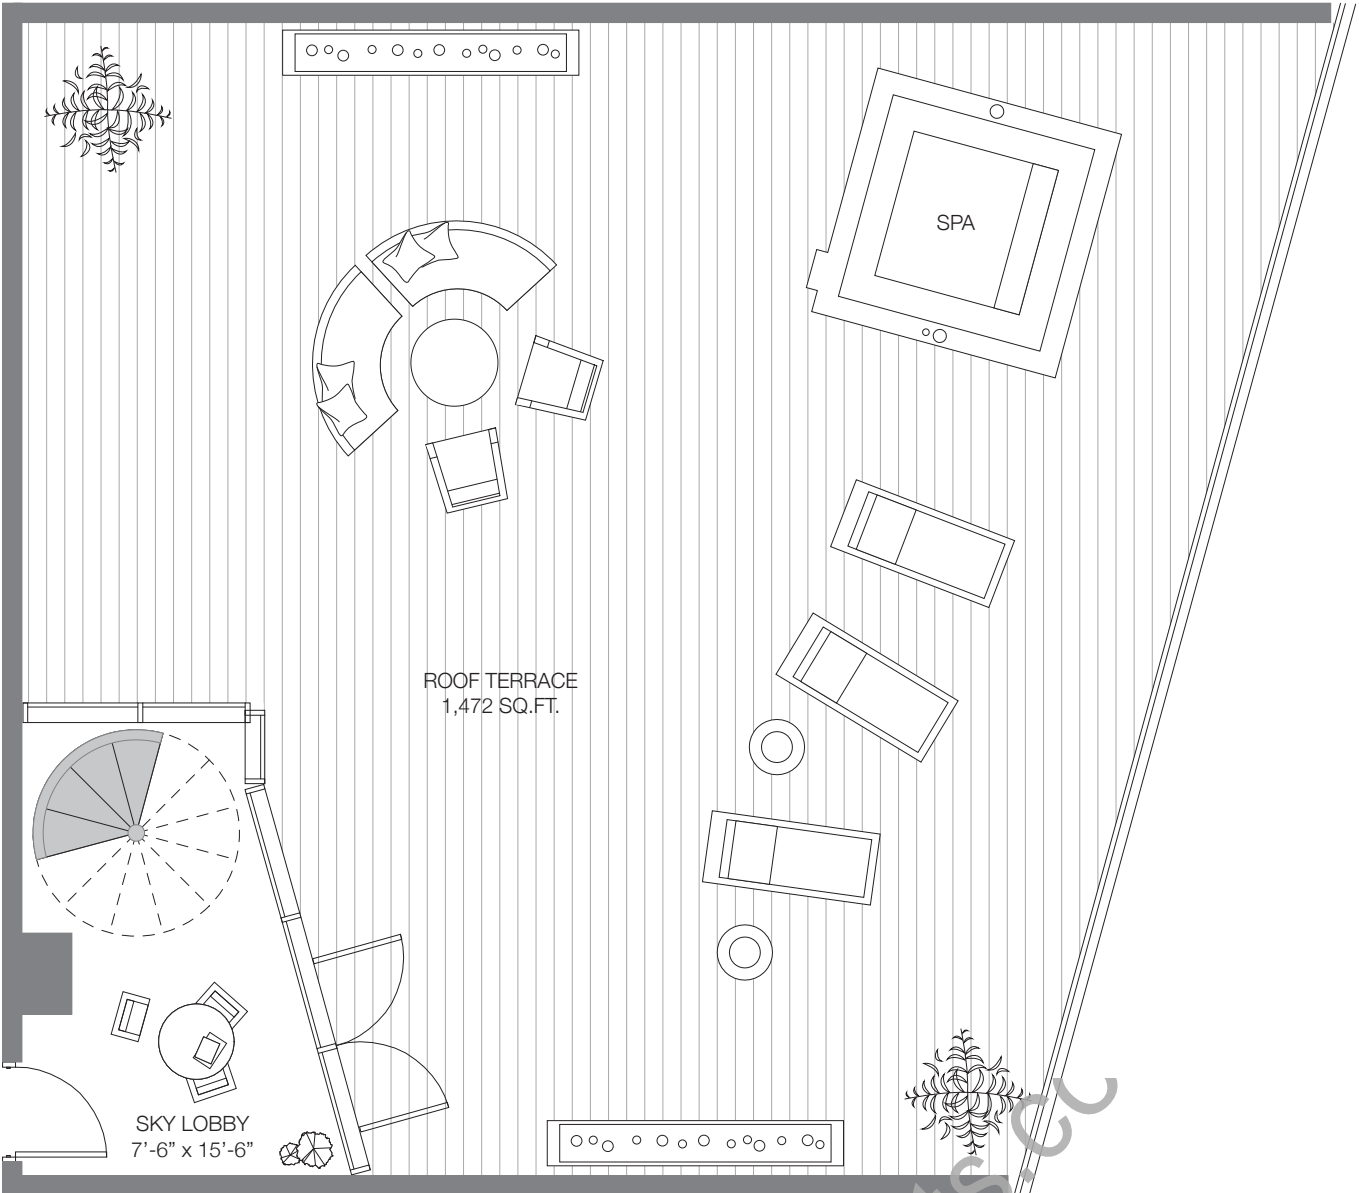 SPA
ROOF TERRACE
1,472 SQ.FT.
SKY LOBBY
7’-6” x 15’-6”